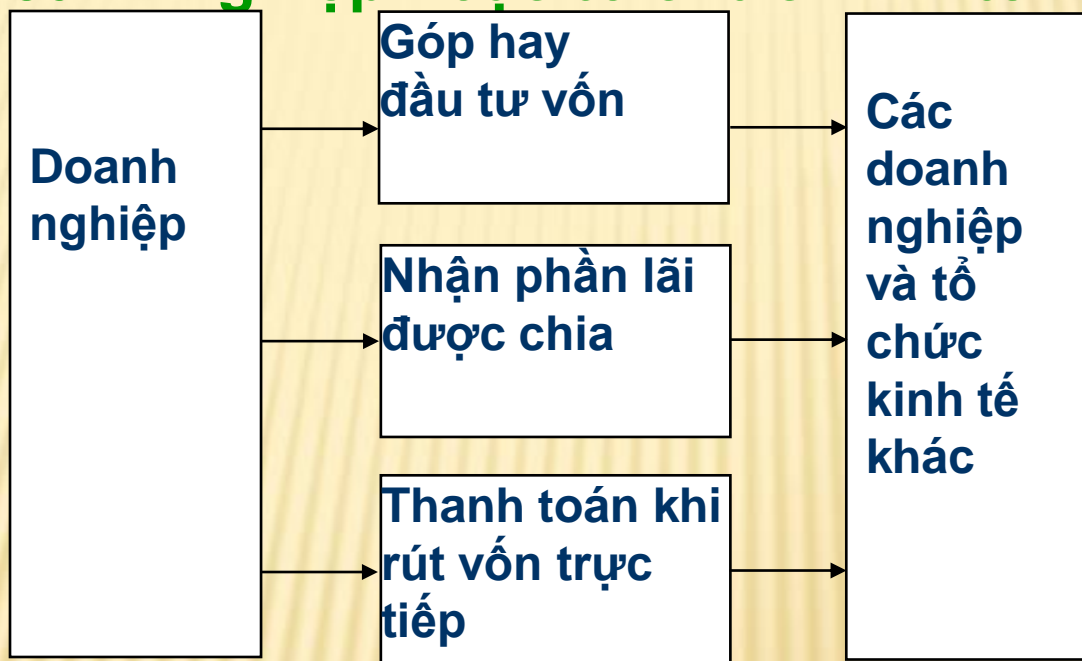 Doanh
nghiệp
Góp hay
đầu tư vốn
Nhận phần lãi
được chia
Thanh toán khi
rút vốn trực
tiếp
Các
doanh
nghiệp
và tổ
chức
kinh tế
khác